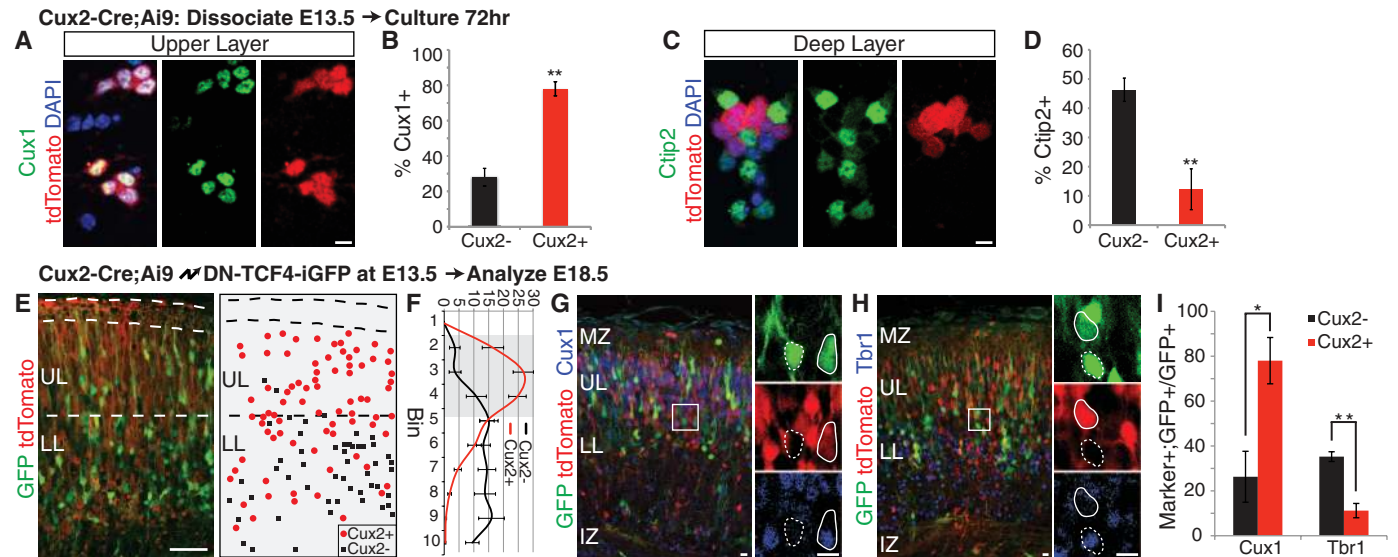 Cux2-Cre;Ai9: Dissociate E13.5 → Culture 72hr
A
Upper Layer
Cux1
tdTomato DAPI
B
% Cux1+
100
80
60
40
20
0
**
Cux2- Cux2+
C
Deep Layer
Ctip2
tdTomato DAPI
D
% Ctip2+
60
50
40
30
20
10
0
**
Cux2- Cux2+
Cux2-Cre;Ai9 DN-TCF4-iGFP at E13.5 → Analyze E18.5
E
GFP tdTomato
UL
LL
UL
LL
Cux2+
Cux2-
F
0 5 10 15 20 25 30
Bin
1
2
3
4
5
6
7
8
9
10
Cux2-
Cux2+
G
GFP tdTomato Cux1
MZ
UL
LL
IZ
H
GFP tdTomato Tbr1
MZ
UL
LL
IZ
I
Marker+;GFP+/GFP+
100
80
60
40
20
0
Cux2-
Cux2+
*
**
Cux1 Tbr1